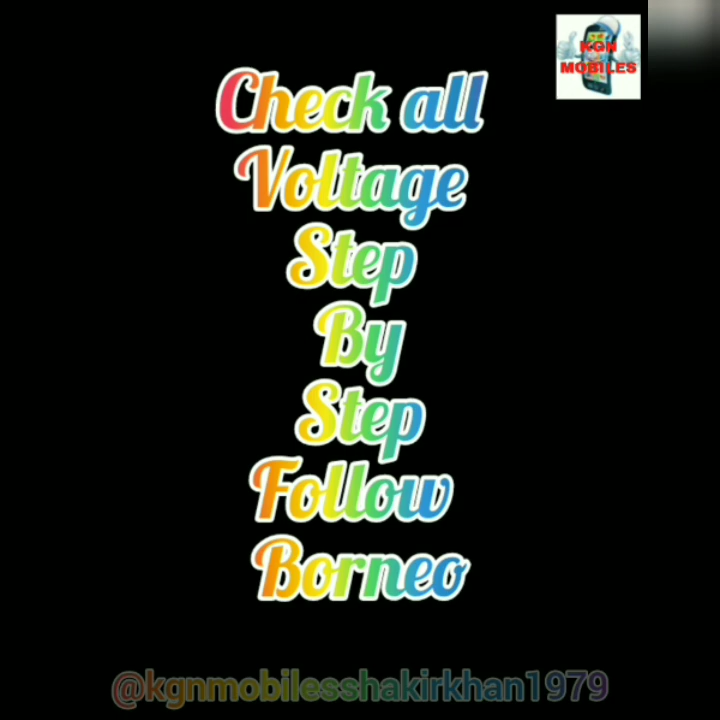 KGN
MOBILES
Check all
Voltage
Step
By
Step
Follow
Borneo
@kgnmobilesshakirkhan1979